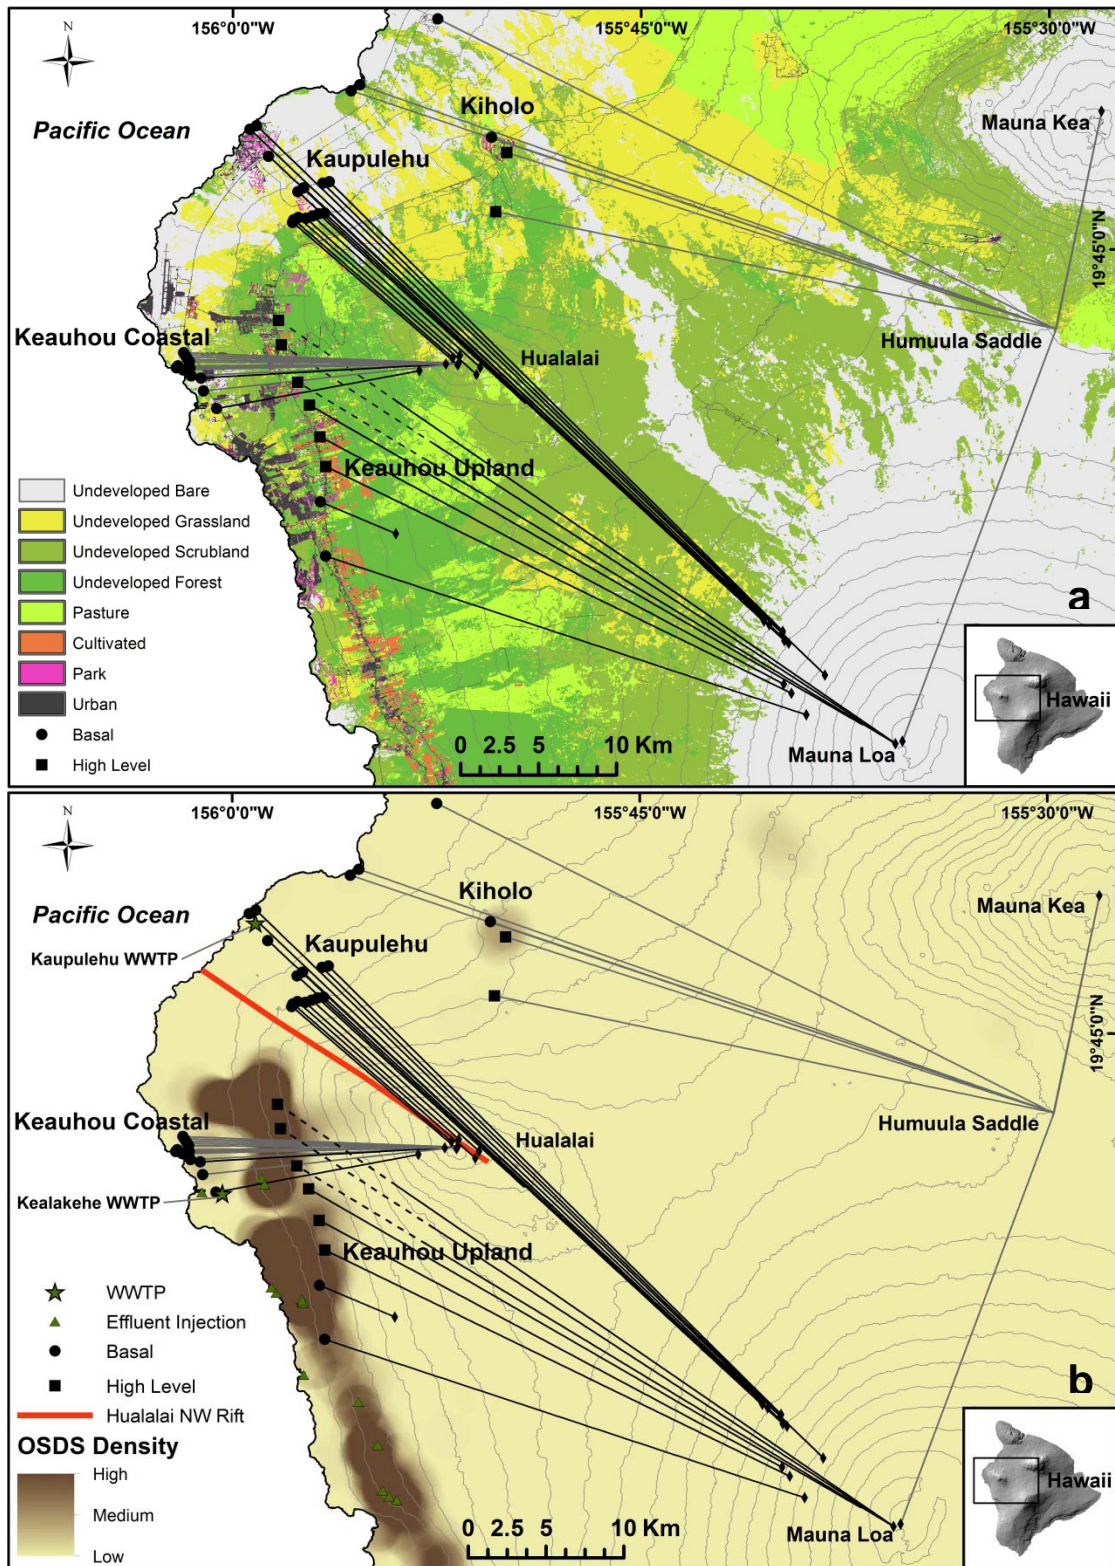 156°0'0"W
155°45'0"W
155°30'0"W
N
Pacific Ocean
Kiholo
Mauna Kea
Kaupulehu
19°45'0"N
Keauhou Coastal
Hualalai
Humuula Saddle
Keauhou Upland
Undeveloped Bare
Undeveloped Grassland
Undeveloped Scrubland
Undeveloped Forest
Pasture
Cultivated
Park
Urban
Basal
High Level
0 2.5 5 10 Km
Mauna Loa
a
Hawaii
156°0'0"W
155°45'0"W
155°30'0"W
N
Pacific Ocean
Kiholo
Mauna Kea
Kaupulehu
Kaupulehu WWTP
19°45'0"N
Keauhou Coastal
Hualalai
Humuula Saddle
Kealakehe WWTP
Keauhou Upland
WWTP
Effluent Injection
Basal
High Level
Hualalai NW Rift
OSDS Density
High
Medium
Low
0 2.5 5 10 Km
Mauna Loa
b
Hawaii